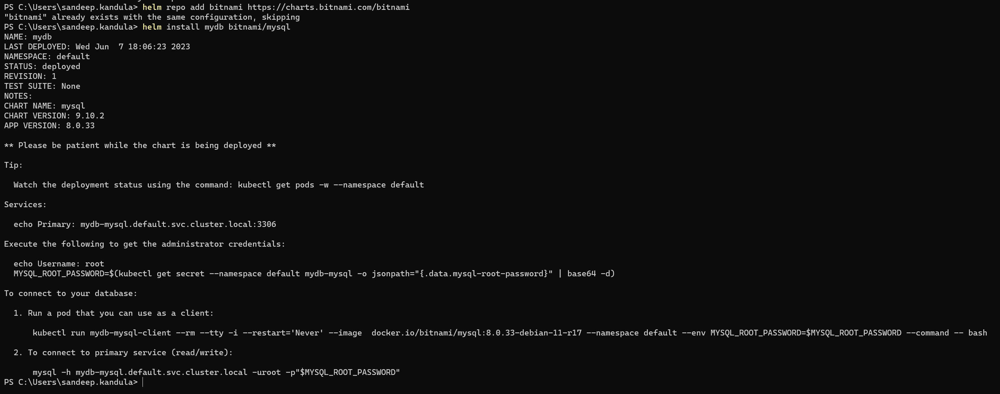 PS C:\Users\sandeep.kandula> helm repo add bitnami https://charts.bitnami.com/bitnami
"bitnami" already exists with the same configuration, skipping
PS C:\Users\sandeep.kandula> helm install mydb bitnami/mysql
NAME: mydb
LAST DEPLOYED: Wed Jun  7 18:06:23 2023
NAMESPACE: default
STATUS: deployed
REVISION: 1
TEST SUITE: None
NOTES:
CHART NAME: mysql
CHART VERSION: 9.10.2
APP VERSION: 8.0.33

** Please be patient while the chart is being deployed **

Tip:

  Watch the deployment status using the command: kubectl get pods -w --namespace default

Services:

  echo Primary: mydb-mysql.default.svc.cluster.local:3306

Execute the following to get the administrator credentials:

  echo Username: root
  MYSQL_ROOT_PASSWORD=$(kubectl get secret --namespace default mydb-mysql -o jsonpath="{.data.mysql-root-password}" | base64 -d)

To connect to your database:

  1. Run a pod that you can use as a client:

      kubectl run mydb-mysql-client --rm --tty -i --restart='Never' --image  docker.io/bitnami/mysql:8.0.33-debian-11-r17 --namespace default --env MYSQL_ROOT_PASSWORD=$MYSQL_ROOT_PASSWORD --command -- bash

  2. To connect to primary service (read/write):

      mysql -h mydb-mysql.default.svc.cluster.local -uroot -p"$MYSQL_ROOT_PASSWORD"
PS C:\Users\sandeep.kandula>